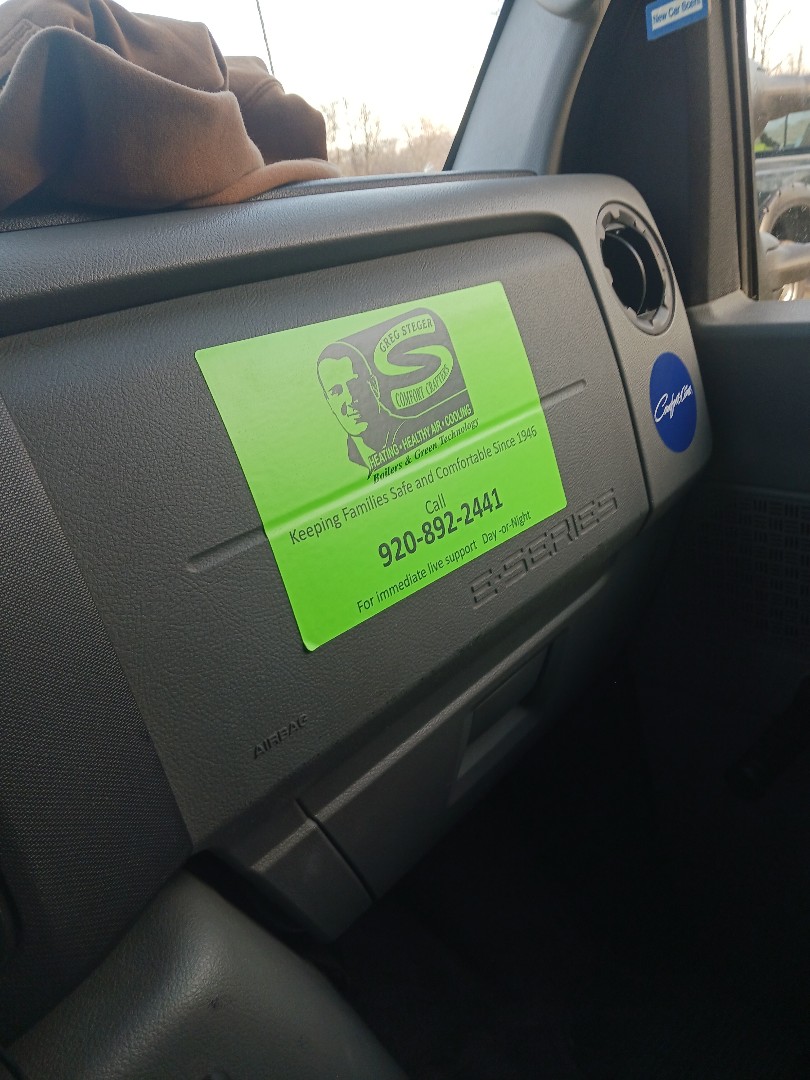 New Car Scent
GREG STEGER
S
COMFORT CRAFTERS
HEATING • HEALTHY AIR • COOLING
Boilers & Green Technology
Keeping Families Safe and Comfortable Since 1946
Call
920-892-2441
For immediate live support Day -or-Night
E-SERIES
AIRBAG